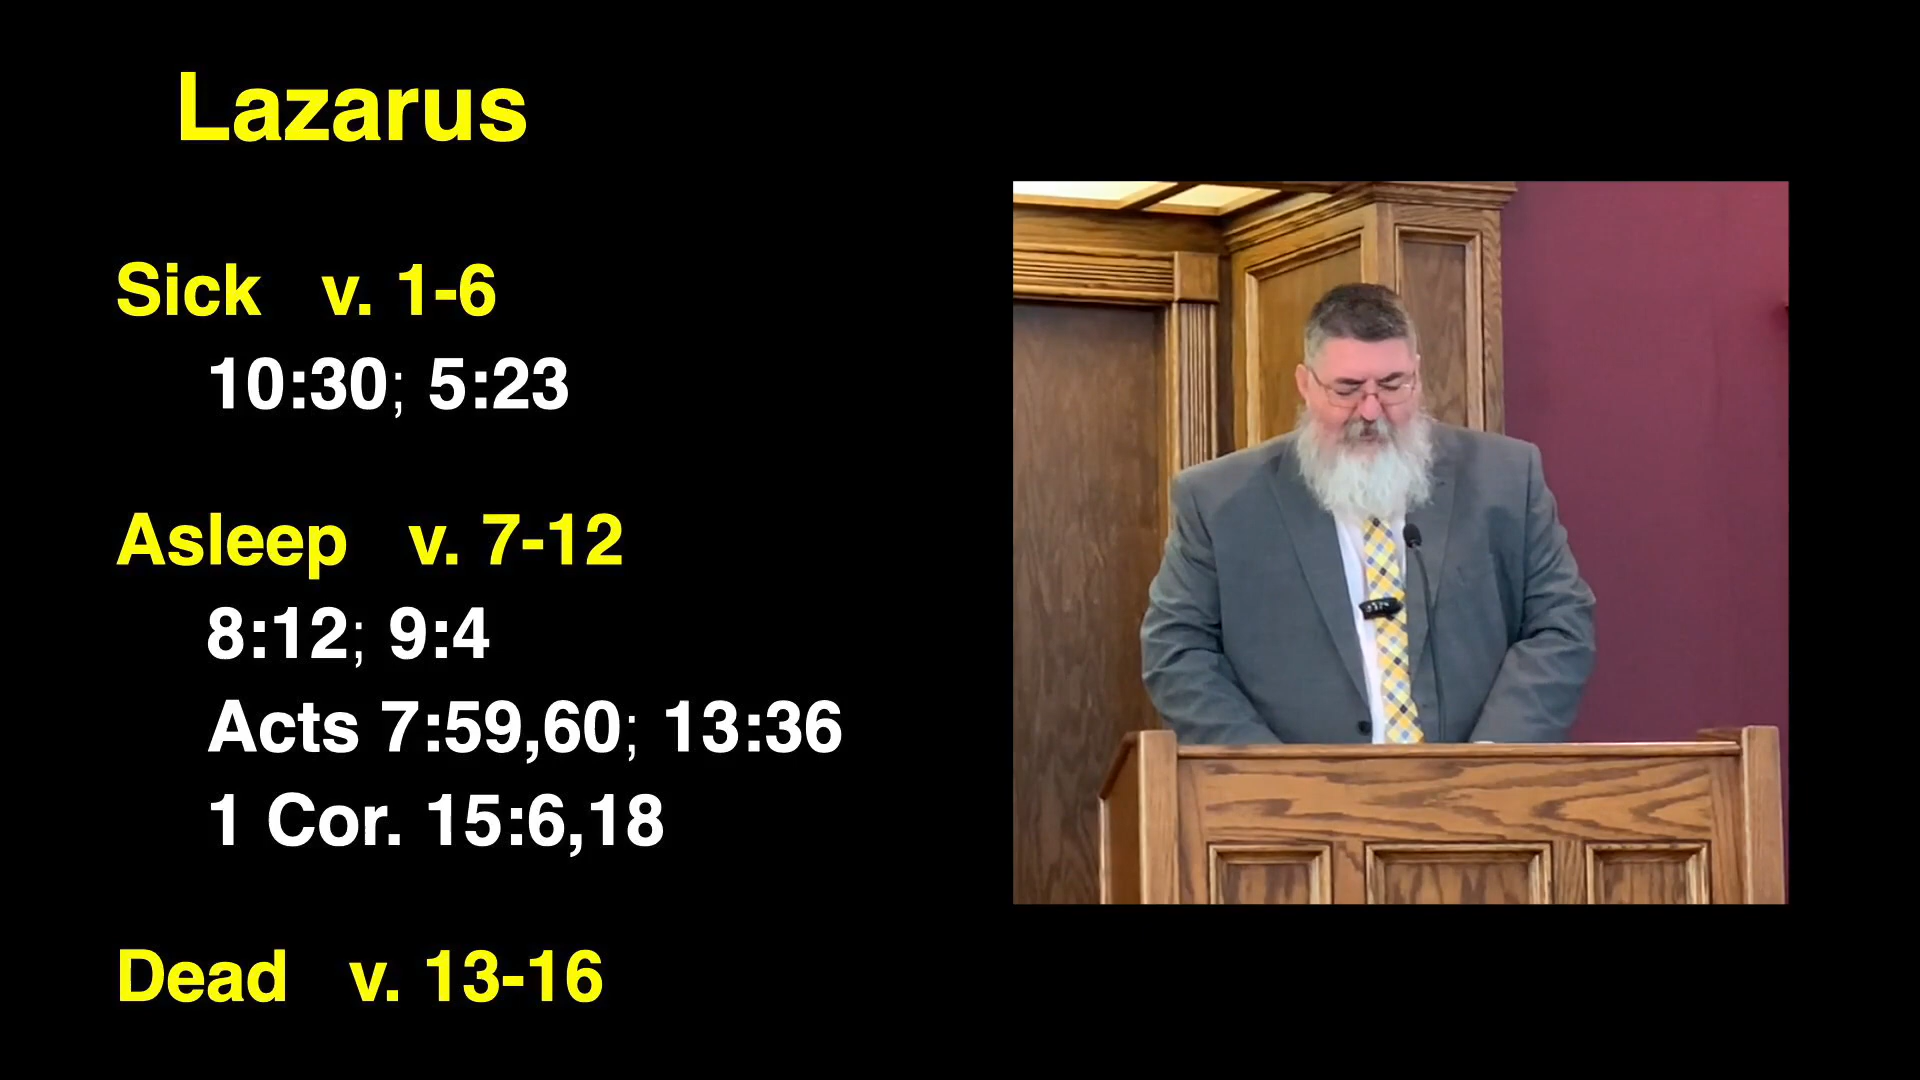 Lazarus
Sick v. 1-6
10:30; 5:23
Asleep v. 7-12
8:12; 9:4
Acts 7:59,60; 13:36
1 Cor. 15:6,18
Dead v. 13-16